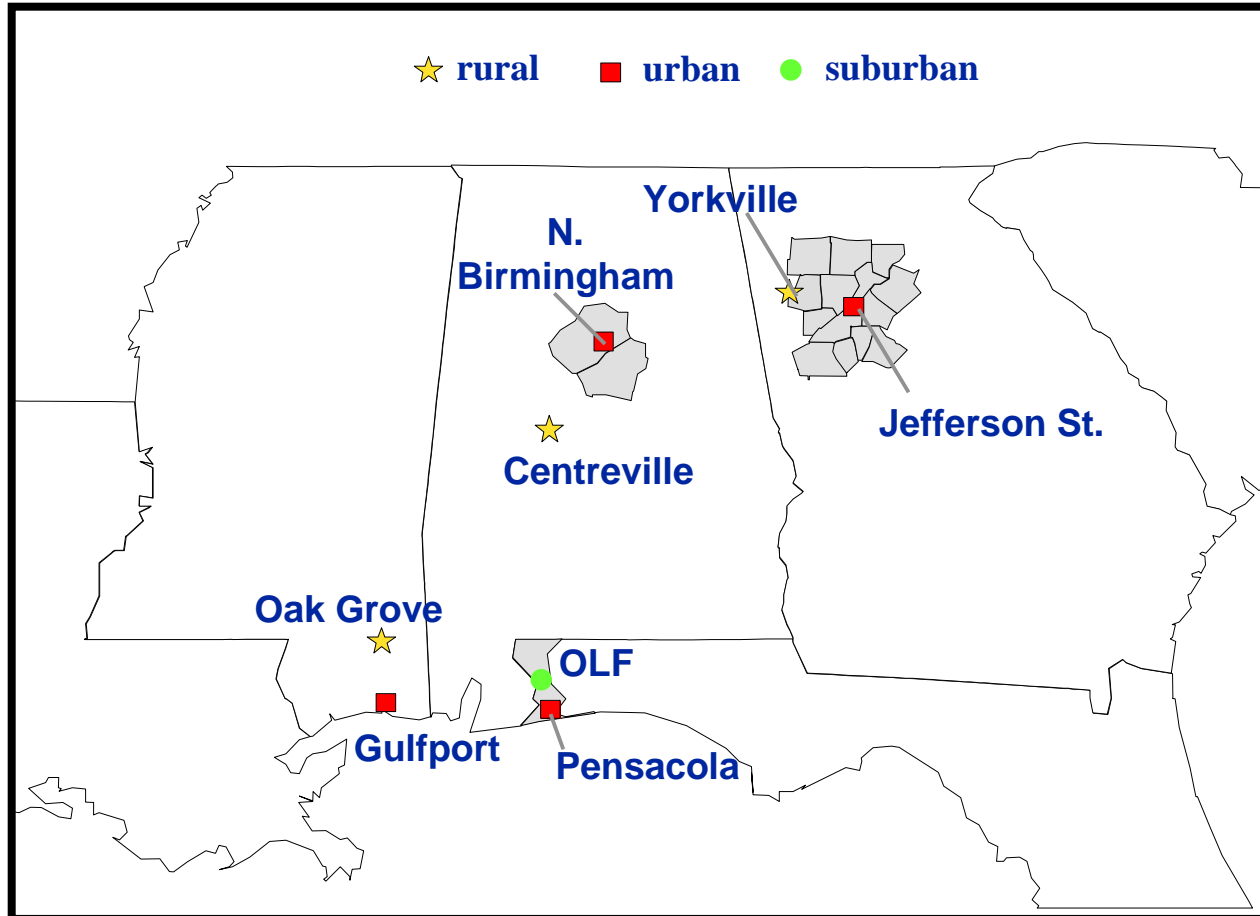 rural urban suburban
Yorkville
N.
Birmingham
Jefferson St.
Centreville
Oak Grove
OLF
Gulfport
Pensacola